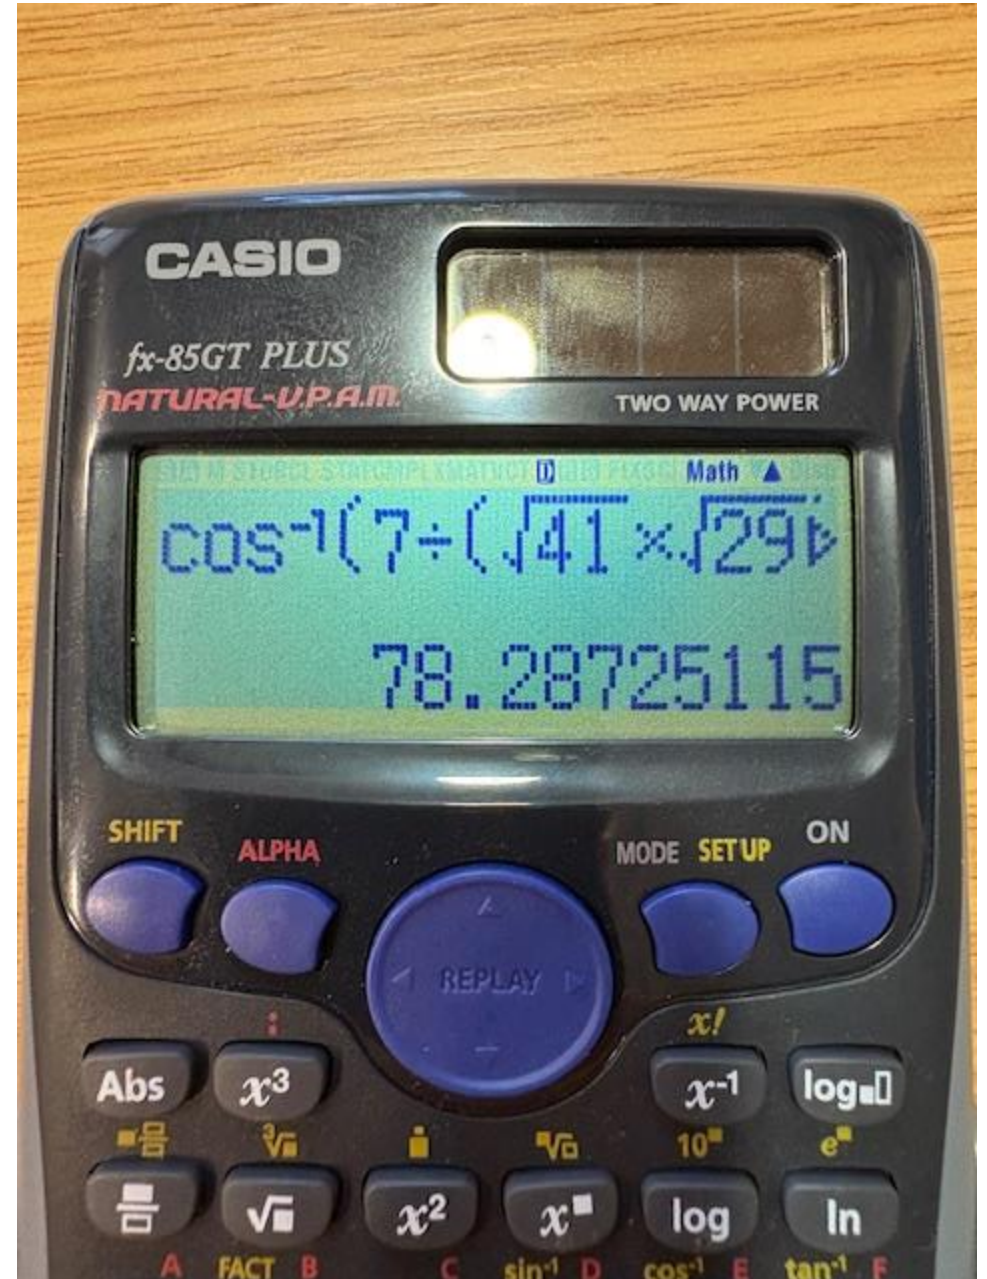 CASIO
fx-85GT PLUS
NATURAL-V.P.A.M.
TWO WAY POWER
D Math ▲
cos⁻¹(7÷(√41×√29
78.28725115
SHIFT
ALPHA
MODE SETUP
ON
REPLAY
: x!
Abs x³ x⁻¹ log
³√ 10 e
√ x² x log ln
A FACT B C sin⁻¹ D cos⁻¹ E tan⁻¹ F